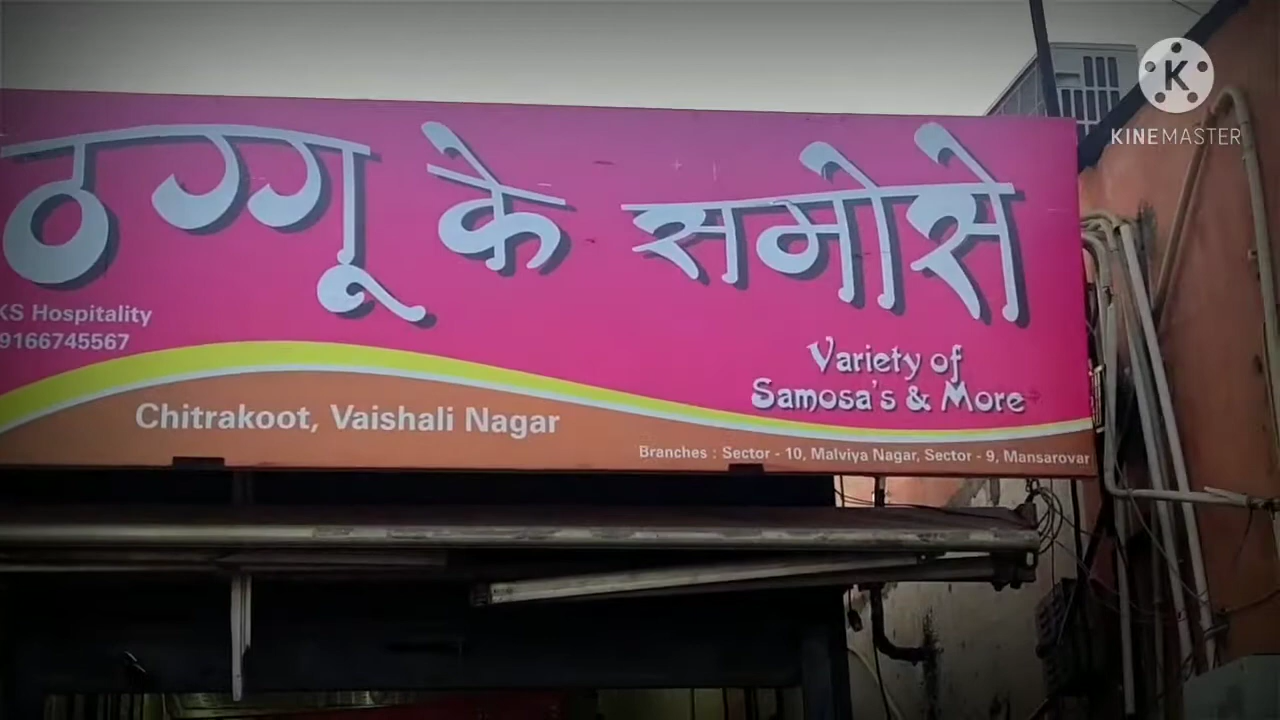 ठग्गू के समोसे
KS Hospitality
9166745567
Variety of
Samosa's & More
Chitrakoot, Vaishali Nagar
Branches : Sector - 10, Malviya Nagar, Sector - 9, Mansarovar
K
KINEMASTER